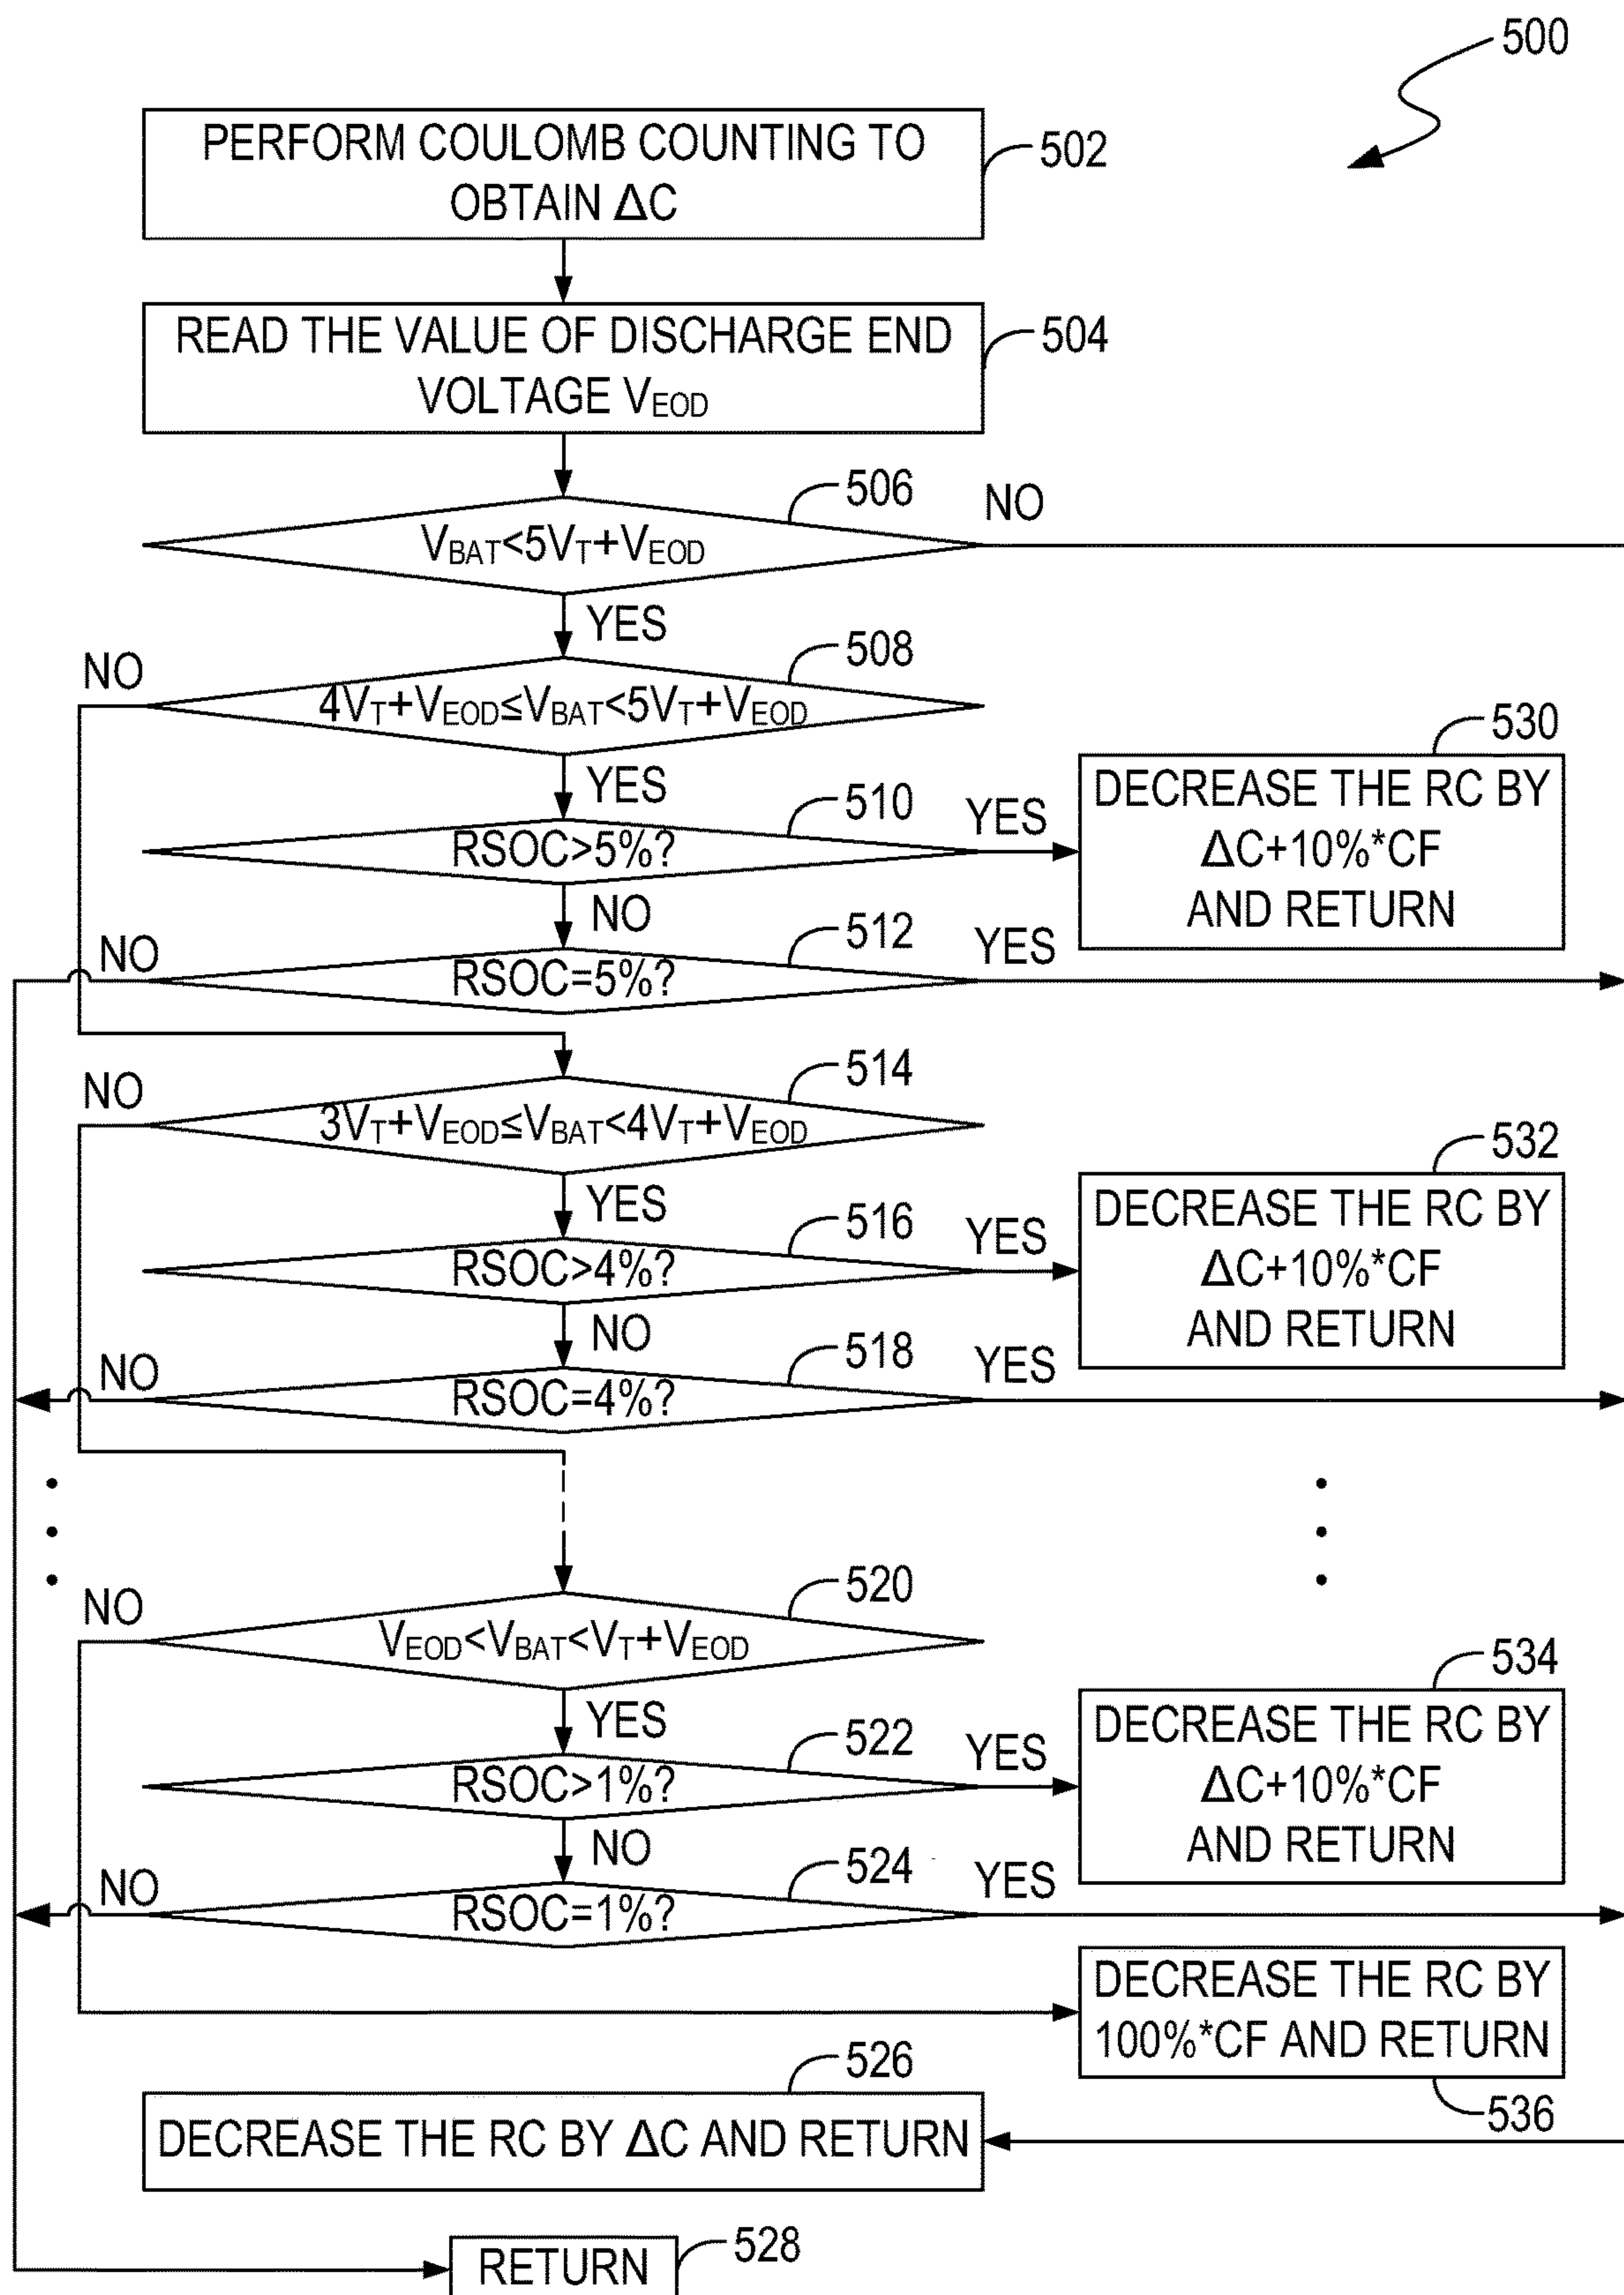 500
PERFORM COULOMB COUNTING TO
OBTAIN ΔC
502
READ THE VALUE OF DISCHARGE END
VOLTAGE VEOD
504
506
NO
VBAT<5VT+VEOD
YES
508
NO
4VT+VEOD≤VBAT<5VT+VEOD
YES
510
RSOC>5%?
YES
530
DECREASE THE RC BY
ΔC+10%*CF
AND RETURN
NO
512
NO
RSOC=5%?
YES
514
NO
3VT+VEOD≤VBAT<4VT+VEOD
YES
516
RSOC>4%?
YES
532
DECREASE THE RC BY
ΔC+10%*CF
AND RETURN
NO
518
NO
RSOC=4%?
YES
520
NO
VEOD<VBAT<VT+VEOD
YES
522
RSOC>1%?
YES
534
DECREASE THE RC BY
ΔC+10%*CF
AND RETURN
NO
524
NO
RSOC=1%?
YES
DECREASE THE RC BY
100%*CF AND RETURN
536
526
DECREASE THE RC BY ΔC AND RETURN
528
RETURN